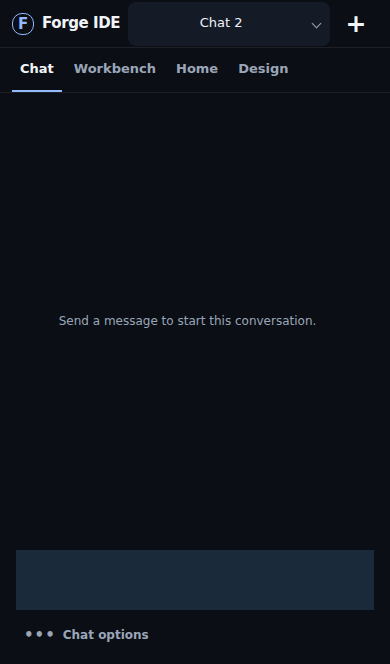 F Forge IDE Chat 2 +
Chat Workbench Home Design
Send a message to start this conversation.
••• Chat options